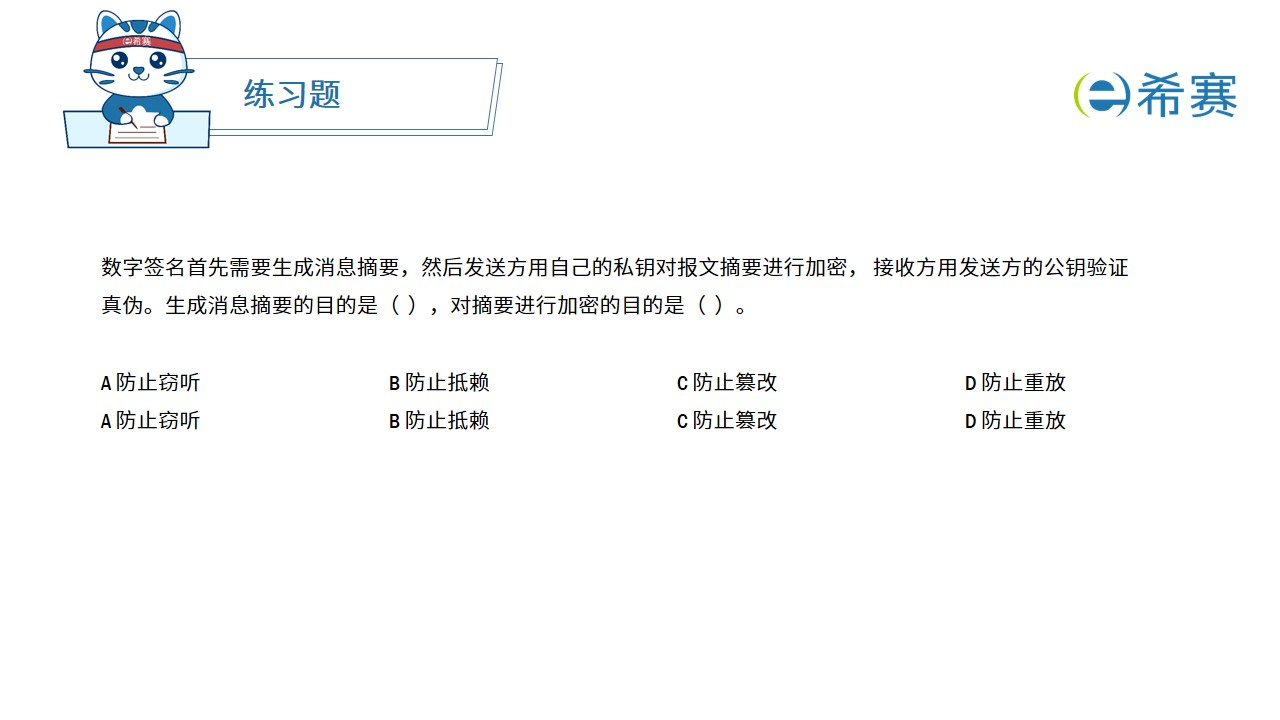 希赛
练习题
希赛
数字签名首先需要生成消息摘要，然后发送方用自己的私钥对报文摘要进行加密， 接收方用发送方的公钥验证
真伪。生成消息摘要的目的是（ ），对摘要进行加密的目的是（ ）。
A 防止窃听 B 防止抵赖 C 防止篡改 D 防止重放
A 防止窃听 B 防止抵赖 C 防止篡改 D 防止重放